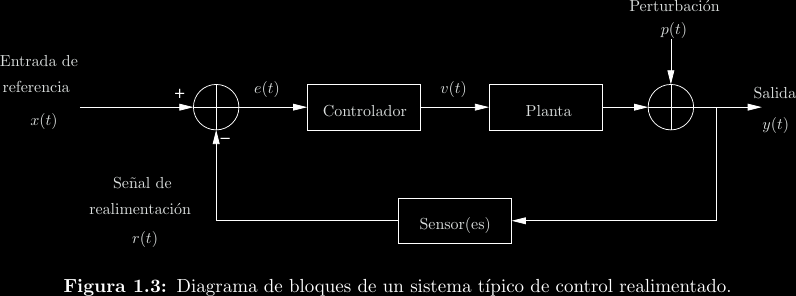 Perturbación
p(t)
Entrada de
referencia
x(t)
+
−
e(t)
Controlador
v(t)
Planta
Salida
y(t)
Señal de
realimentación
r(t)
Sensor(es)
Figura 1.3: Diagrama de bloques de un sistema típico de control realimentado.